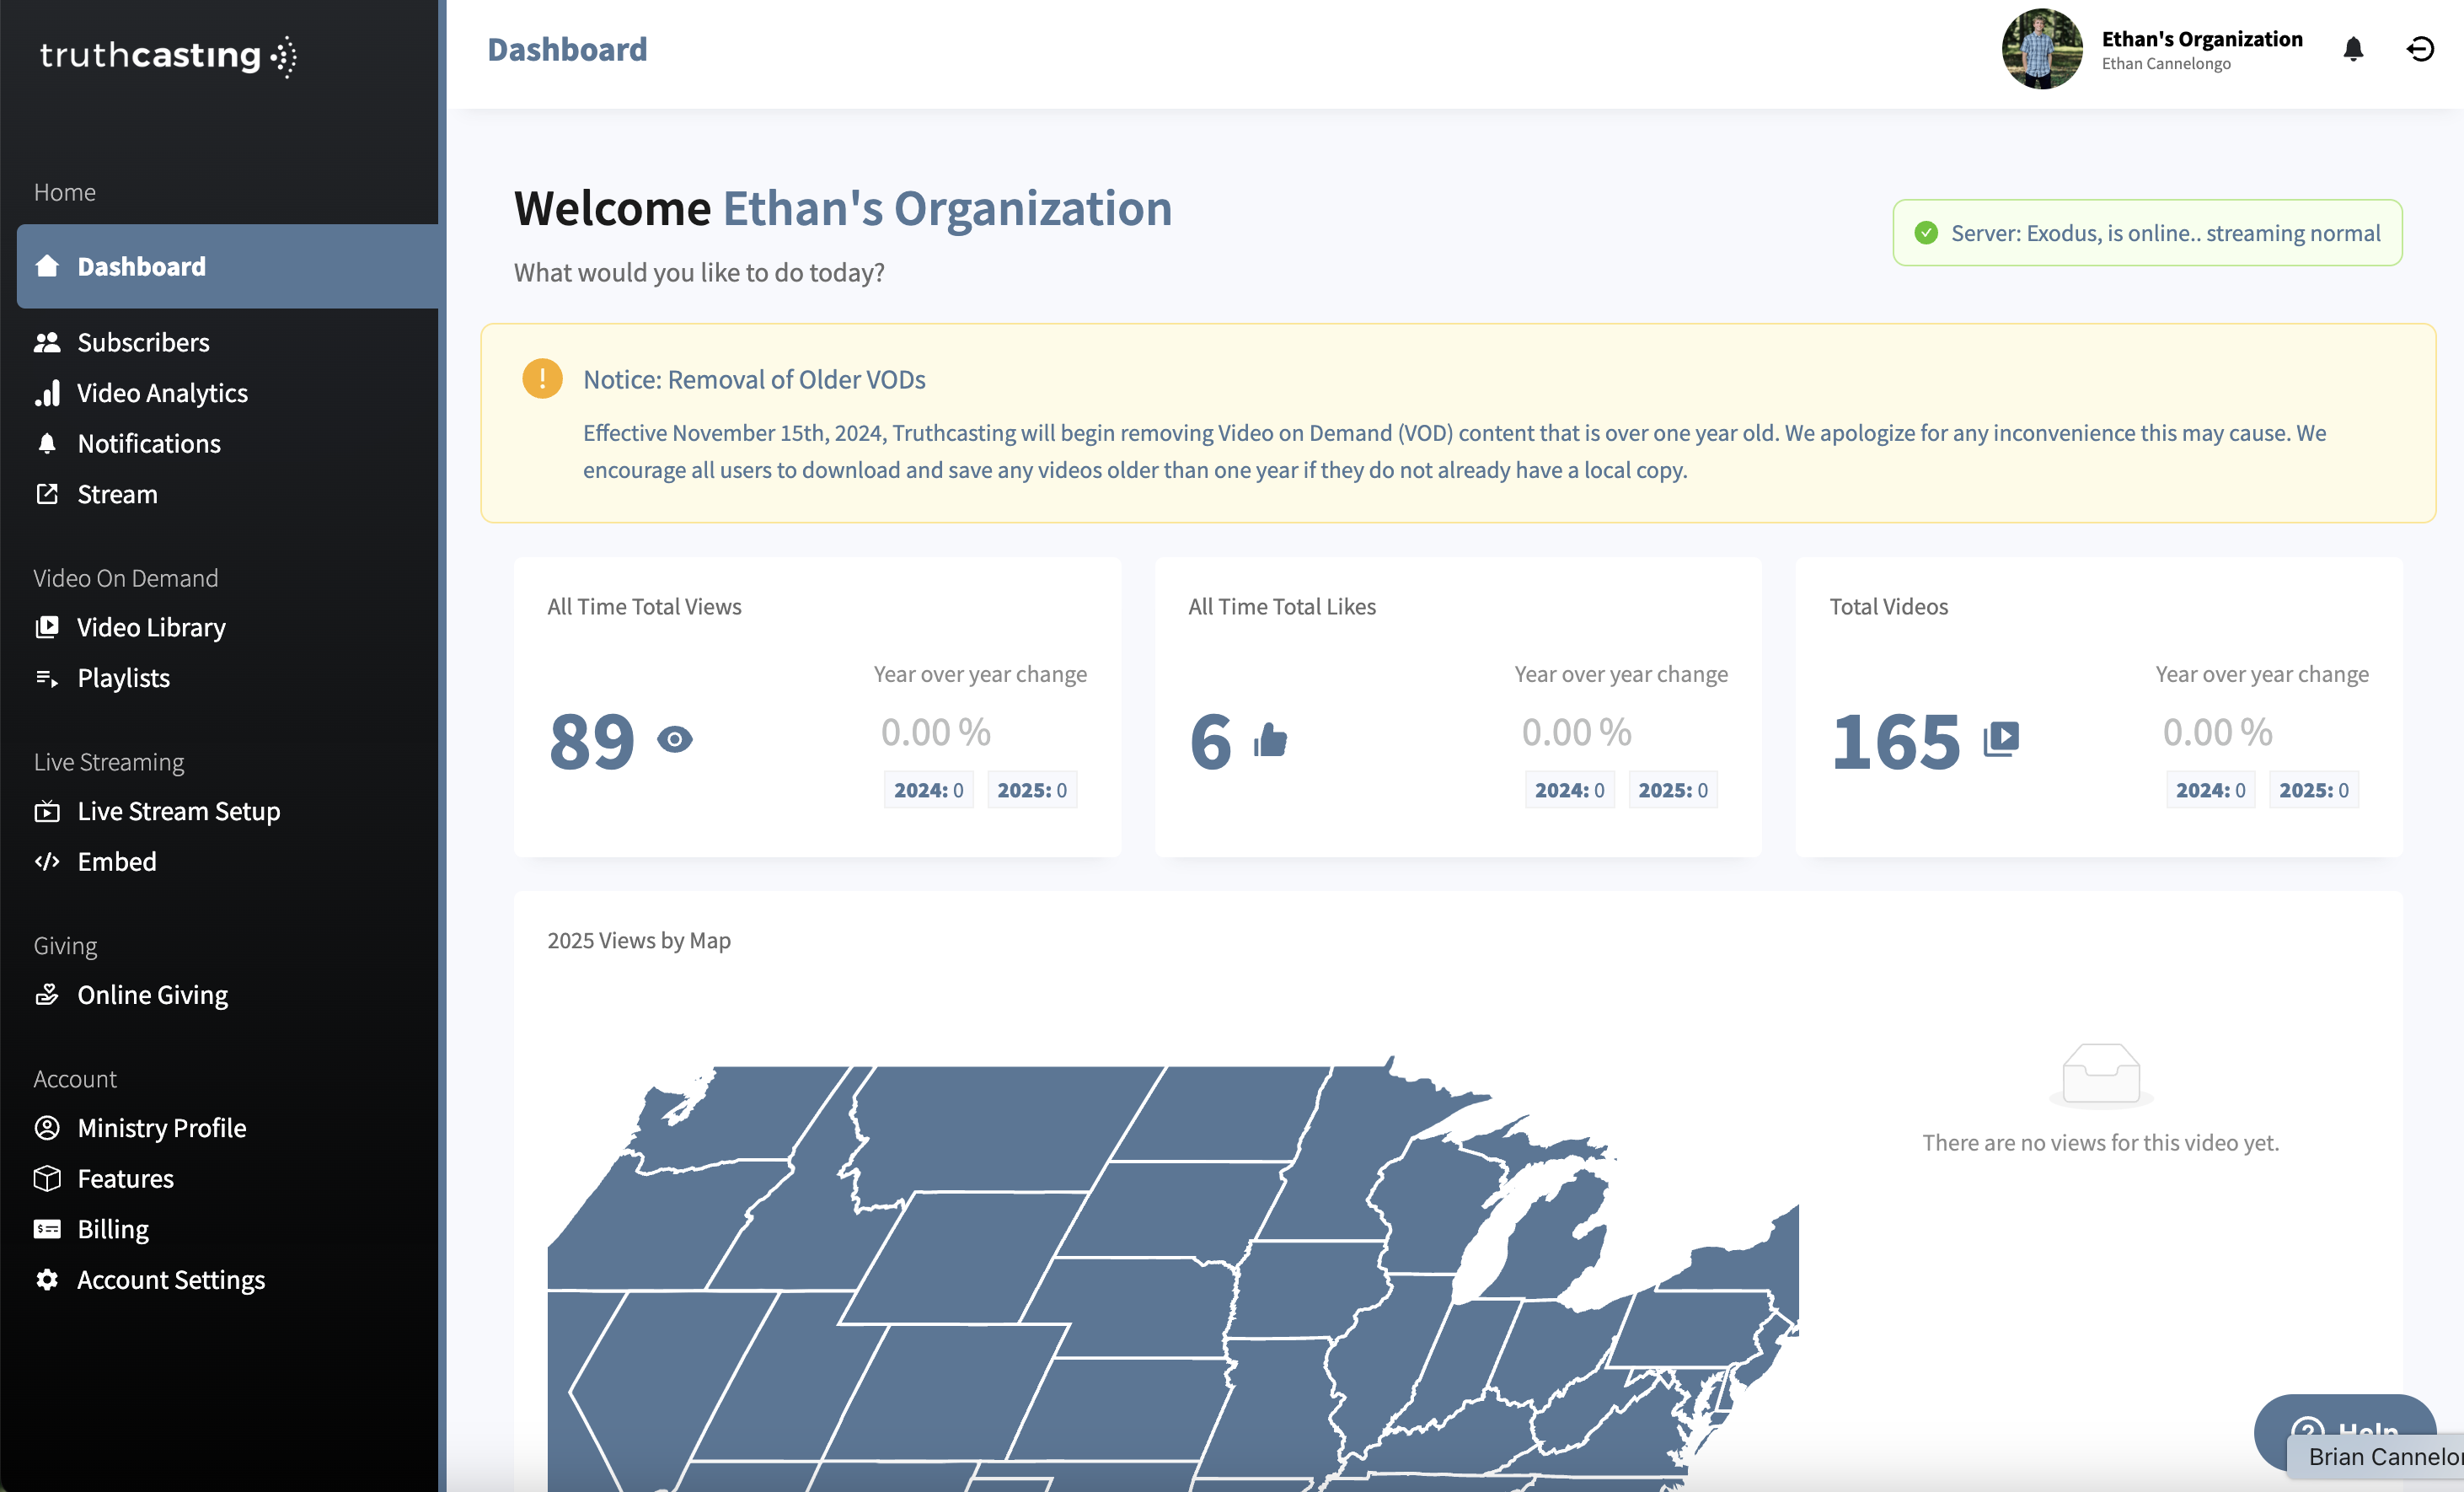 truthcasting
Home
Dashboard
Subscribers
Video Analytics
Notifications
Stream
Video On Demand
Video Library
Playlists
Live Streaming
Live Stream Setup
Embed
Giving
Online Giving
Account
Ministry Profile
Features
Billing
Account Settings
Dashboard
Ethan's Organization
Ethan Cannelongo
Welcome Ethan's Organization
What would you like to do today?
Server: Exodus, is online.. streaming normal
Notice: Removal of Older VODs
Effective November 15th, 2024, Truthcasting will begin removing Video on Demand (VOD) content that is over one year old. We apologize for any inconvenience this may cause. We
encourage all users to download and save any videos older than one year if they do not already have a local copy.
All Time Total Views
Year over year change
89
0.00 %
2024: 0 2025: 0
All Time Total Likes
Year over year change
6
0.00 %
2024: 0 2025: 0
Total Videos
Year over year change
165
0.00 %
2024: 0 2025: 0
2025 Views by Map
There are no views for this video yet.
Help
Brian